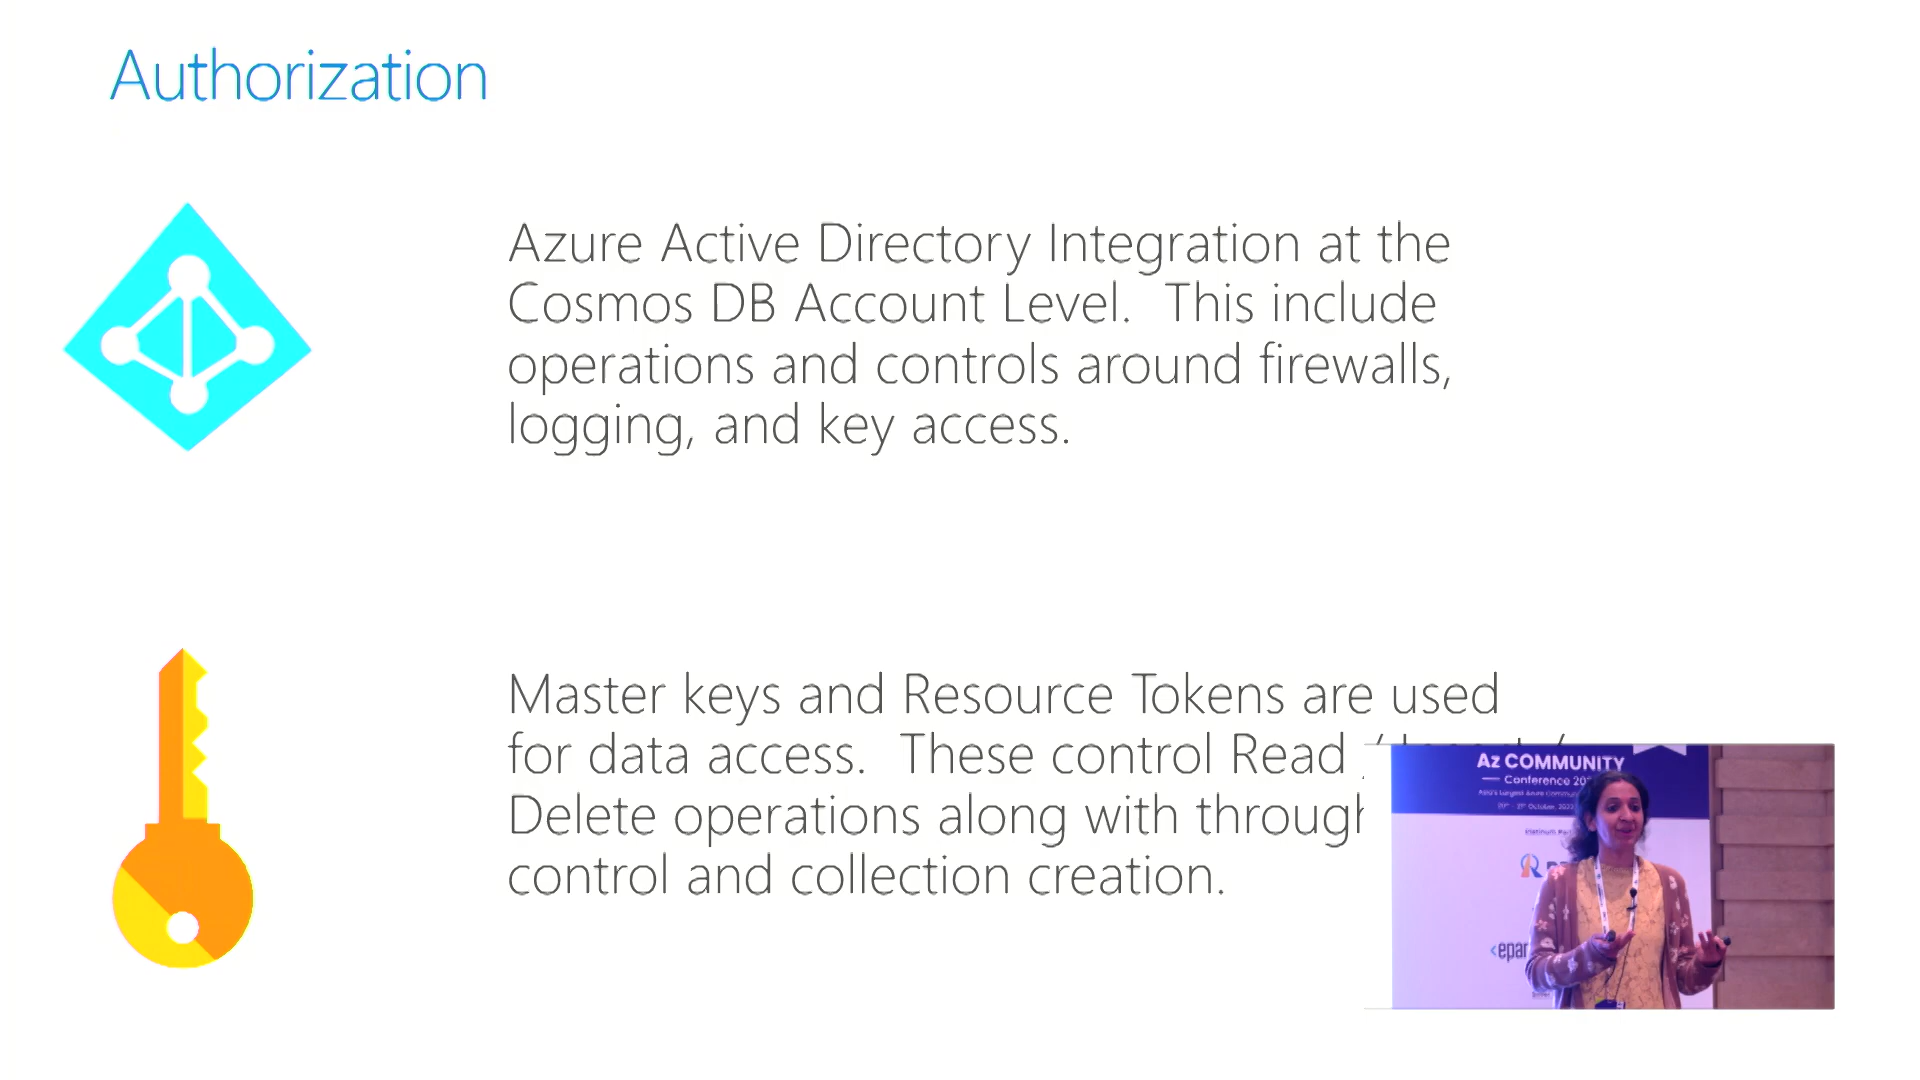 Authorization
Azure Active Directory Integration at the
Cosmos DB Account Level.  This include
operations and controls around firewalls,
logging, and key access.
Master keys and Resource Tokens are used
for data access.  These control Read
Delete operations along with
control and collection creation.
Az COMMUNITY
Conference